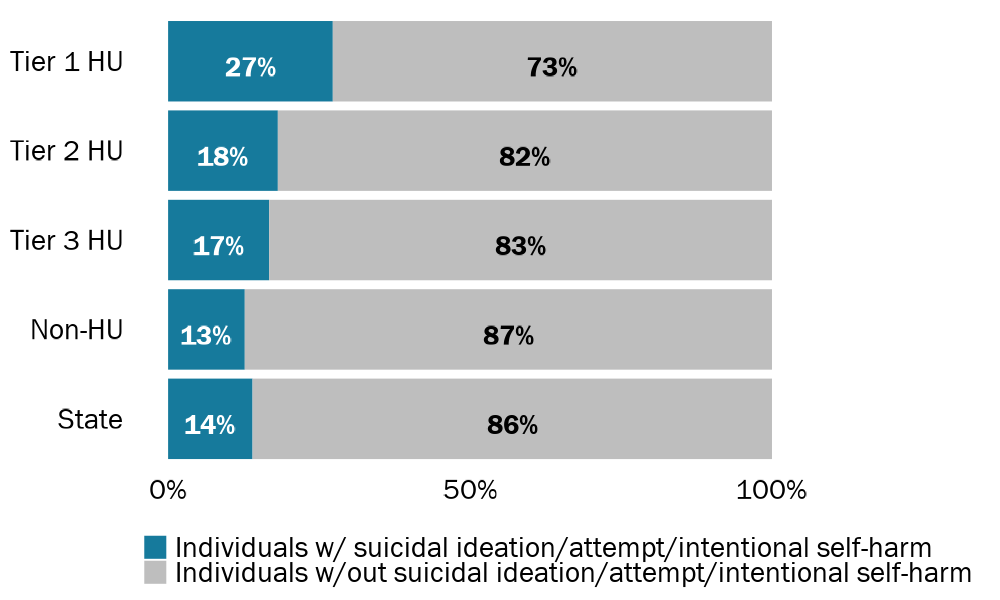 Tier 1 HU 27% 73%
Tier 2 HU 18% 82%
Tier 3 HU 17% 83%
Non-HU 13% 87%
State 14% 86%
0% 50% 100%
Individuals w/ suicidal ideation/attempt/intentional self-harm
Individuals w/out suicidal ideation/attempt/intentional self-harm